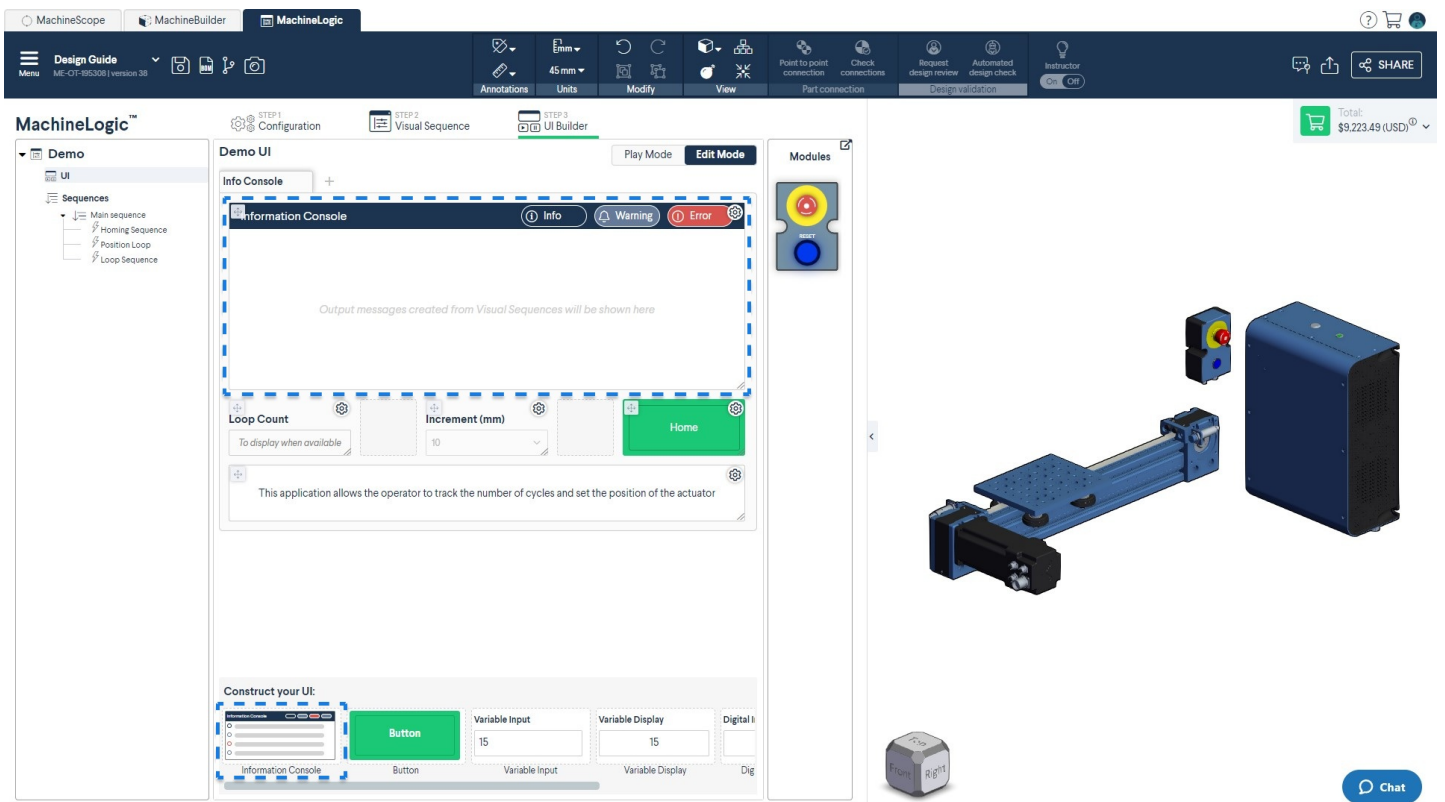 MachineScope
MachineBuilder
MachineLogic
Menu
Design Guide
ME-OT-195308 | version 38
mm
45 mm
Annotations
Units
Modify
View
Point to point
connection
Check
connections
Part connection
Request
design review
Automated
design check
Design validation
Instructor
On Off
SHARE
MachineLogic™
STEP 1
Configuration
STEP 2
Visual Sequence
STEP 3
UI Builder
Total:
$9,223.49 (USD)
Demo
UI
Sequences
Main sequence
Homing Sequence
Position Loop
Loop Sequence
Demo UI
Play Mode
Edit Mode
Info Console
Information Console
Info
Warning
Error
Output messages created from Visual Sequences will be shown here
Loop Count
To display when available
Increment (mm)
10
Home
This application allows the operator to track the number of cycles and set the position of the actuator
Modules
RESET
Construct your UI:
Information Console
Information Console
Button
Button
Variable Input
15
Variable Input
Variable Display
15
Variable Display
Digital I
Dig
Top
Front
Right
Chat